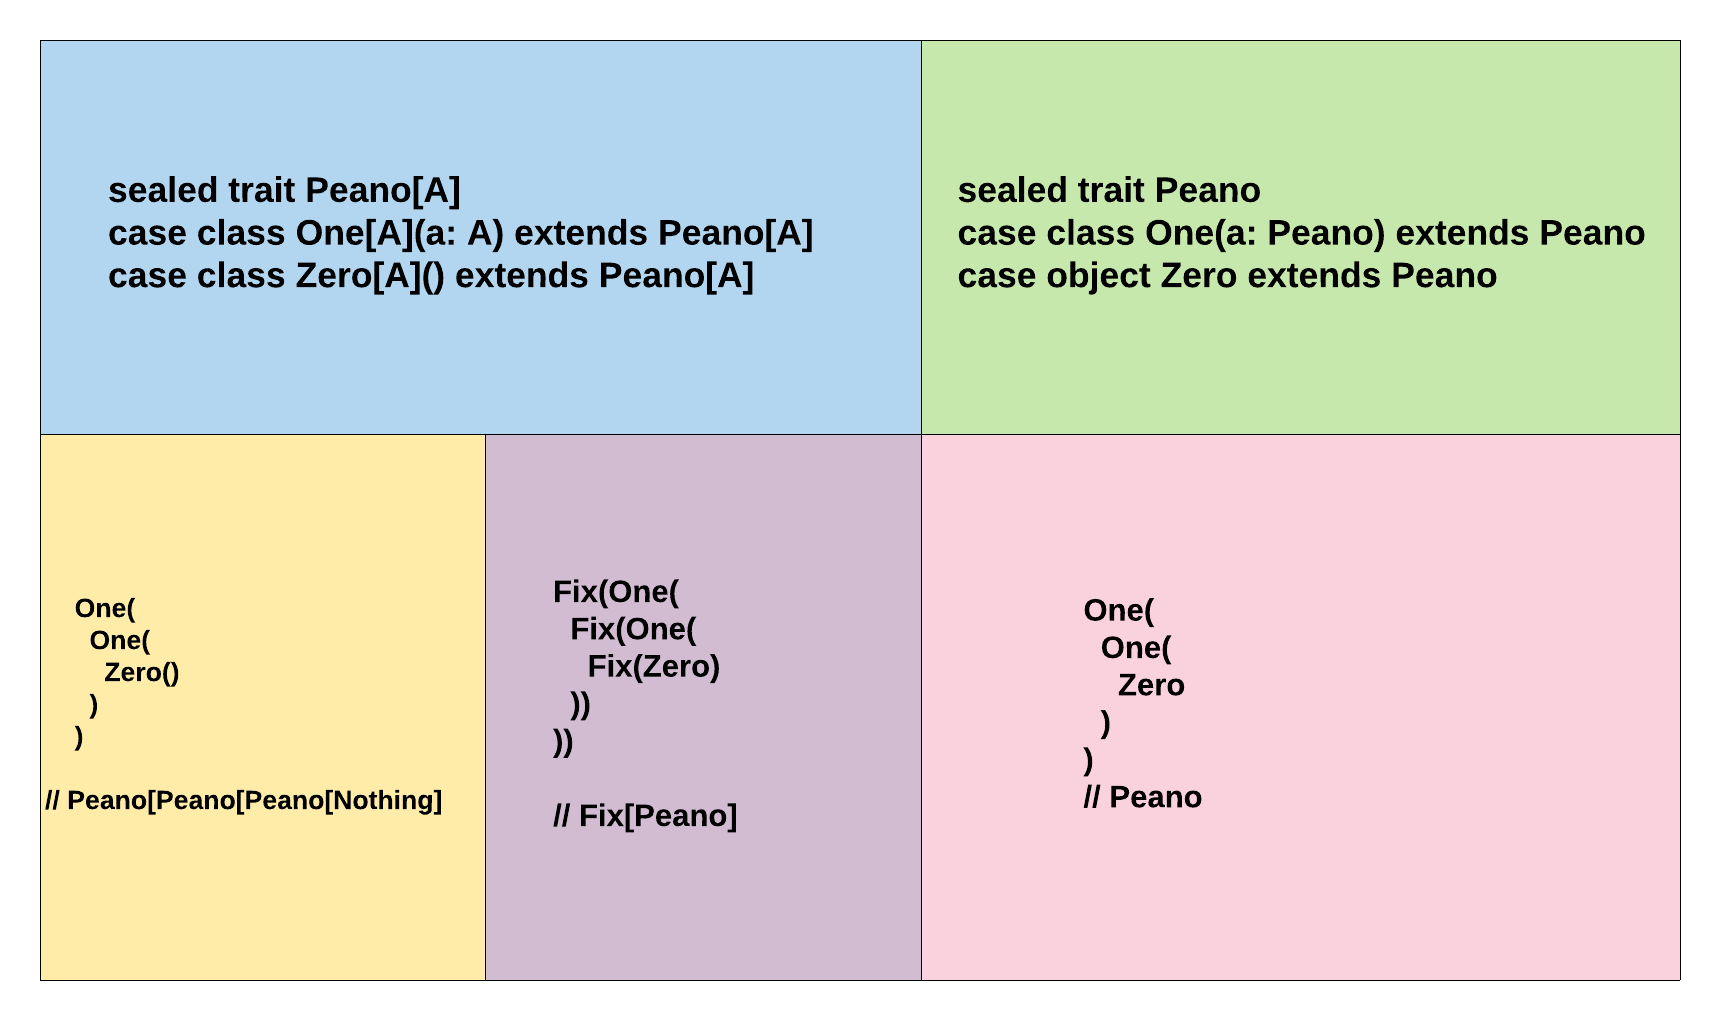 sealed trait Peano[A]
case class One[A](a: A) extends Peano[A]
case class Zero[A]() extends Peano[A]
sealed trait Peano
case class One(a: Peano) extends Peano
case object Zero extends Peano
One(
One(
Zero()
)
)
// Peano[Peano[Peano[Nothing]
Fix(One(
Fix(One(
Fix(Zero)
))
))
// Fix[Peano]
One(
One(
Zero
)
)
// Peano